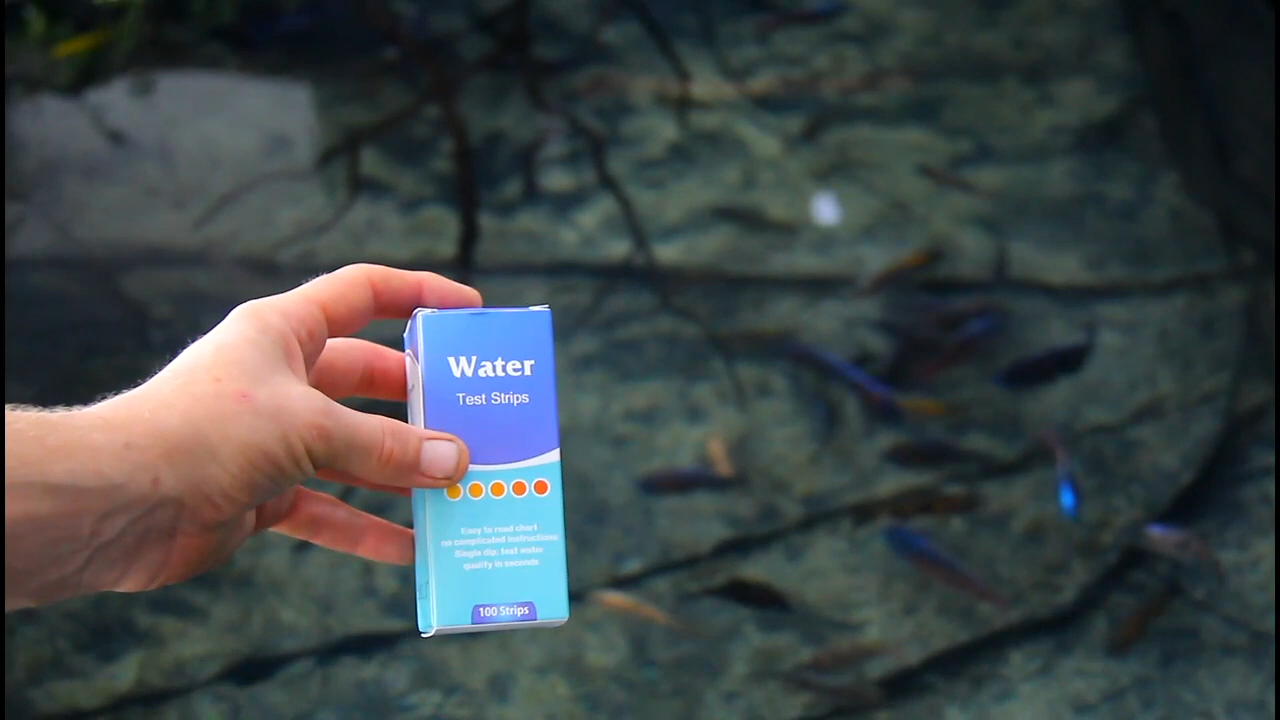 Water
Test Strips
Easy to read chart
no complicated instructions
Single dip: test water
quality in seconds
100 Strips